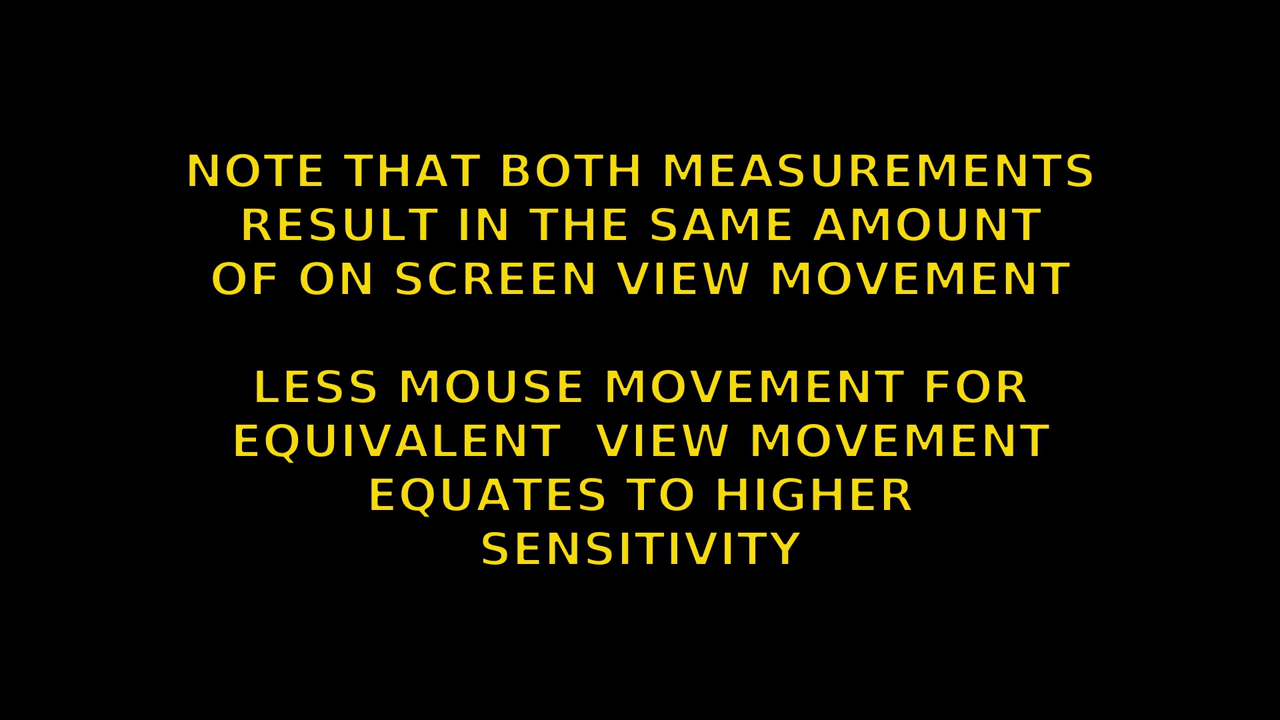 NOTE THAT BOTH MEASUREMENTS
RESULT IN THE SAME AMOUNT
OF ON SCREEN VIEW MOVEMENT
LESS MOUSE MOVEMENT FOR
EQUIVALENT  VIEW MOVEMENT
EQUATES TO HIGHER
SENSITIVITY